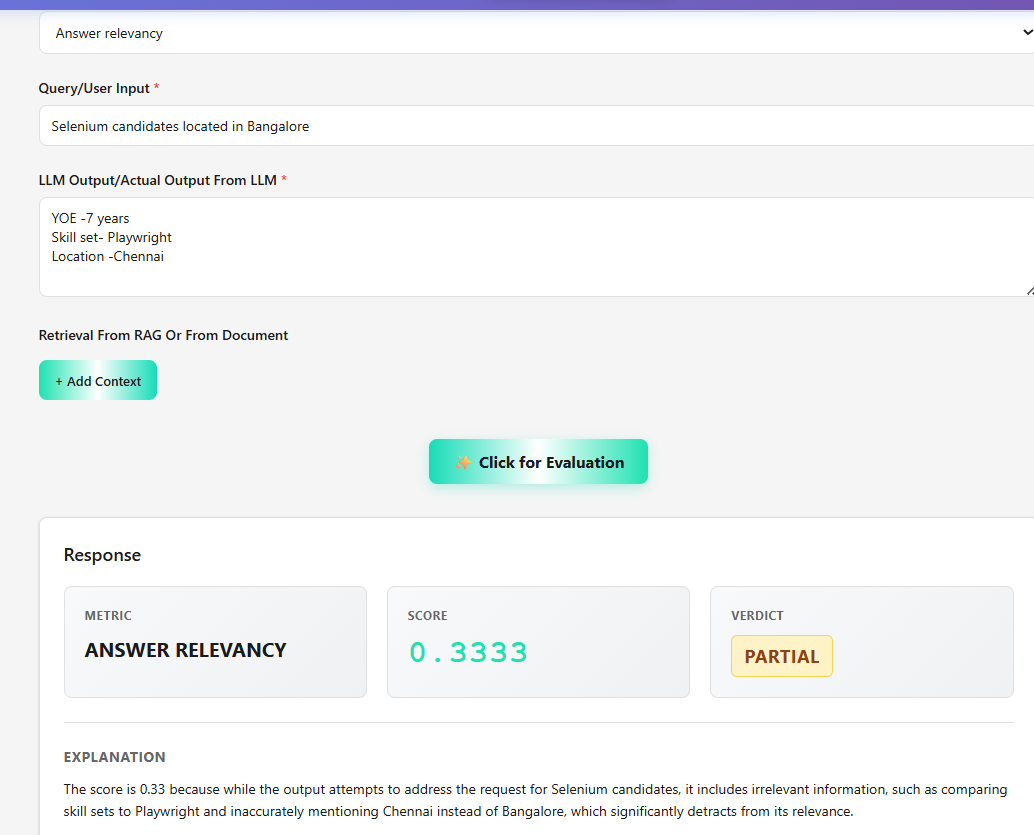 Answer relevancy
Query/User Input *
Selenium candidates located in Bangalore
LLM Output/Actual Output From LLM *
YOE -7 years
Skill set- Playwright
Location -Chennai
Retrieval From RAG Or From Document
+ Add Context
✨ Click for Evaluation
Response
METRIC
ANSWER RELEVANCY
SCORE
0.3333
VERDICT
PARTIAL
EXPLANATION
The score is 0.33 because while the output attempts to address the request for Selenium candidates, it includes irrelevant information, such as comparing
skill sets to Playwright and inaccurately mentioning Chennai instead of Bangalore, which significantly detracts from its relevance.